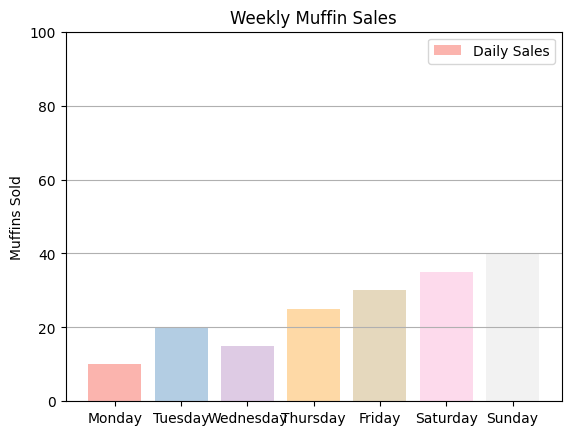 Weekly Muffin Sales
Daily Sales
Muffins Sold
100
80
60
40
20
0
Monday Tuesday Wednesday Thursday Friday Saturday Sunday